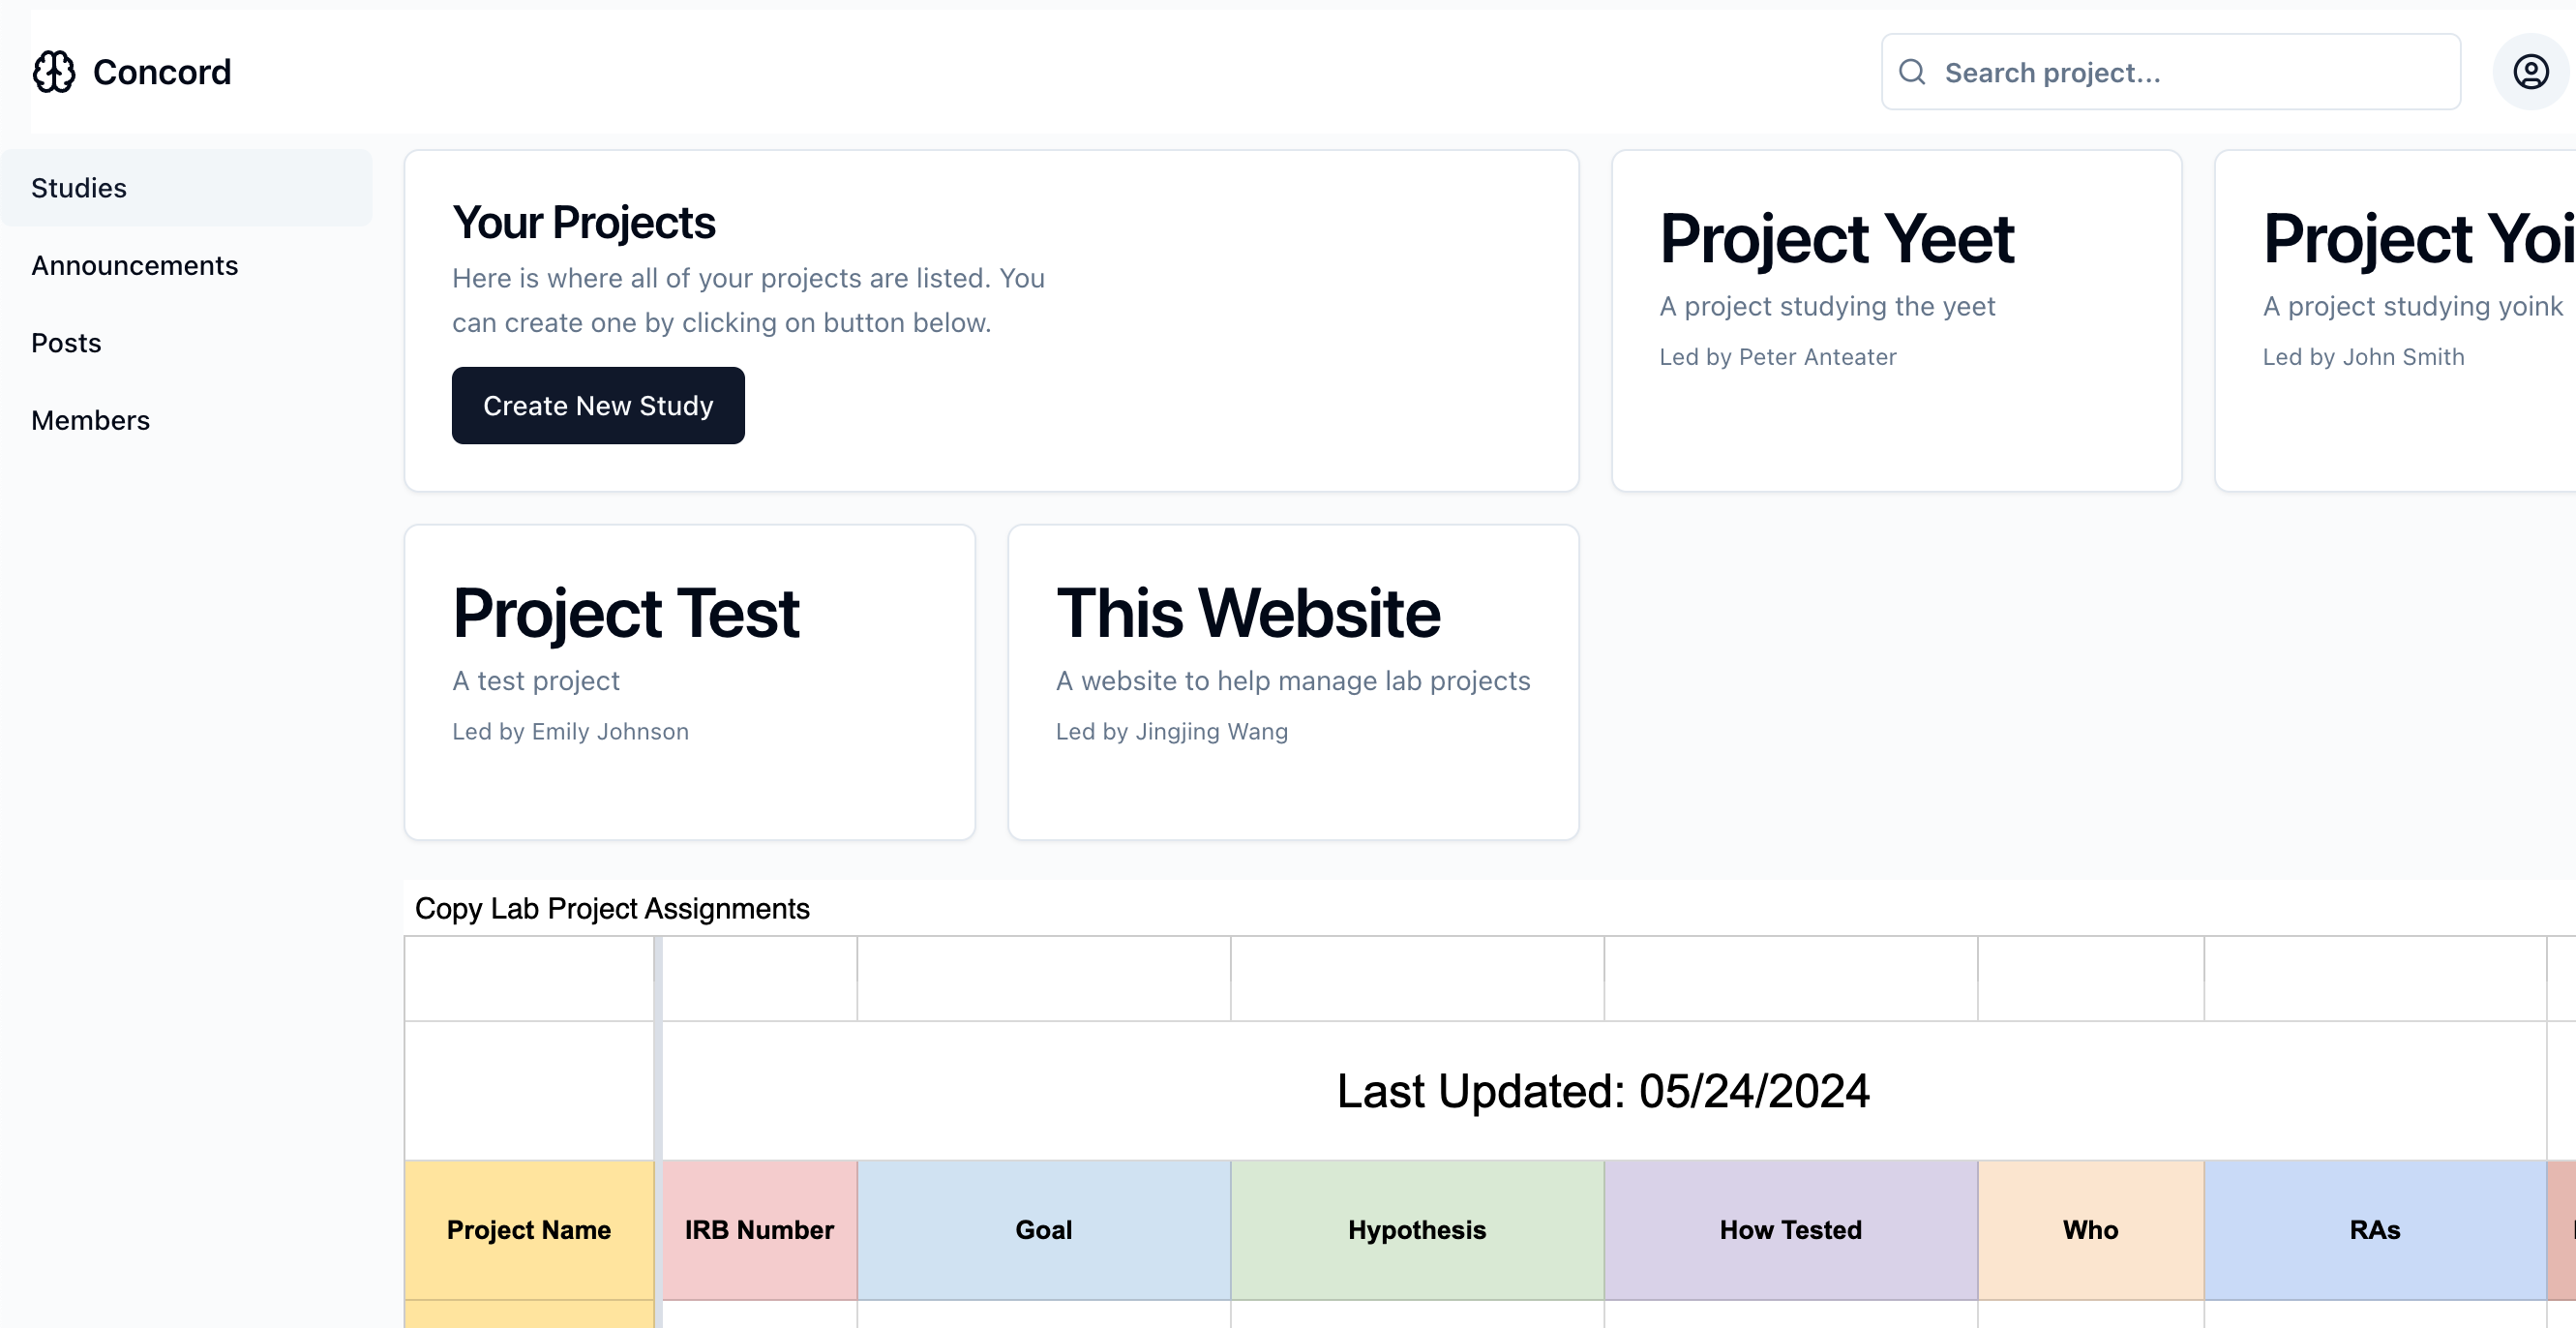 Concord
Search project...
Studies
Announcements
Posts
Members
Your Projects
Here is where all of your projects are listed. You
can create one by clicking on button below.
Create New Study
Project Yeet
A project studying the yeet
Led by Peter Anteater
Project
A project studying yoink
Led by John Smith
Project Test
A test project
Led by Emily Johnson
This Website
A website to help manage lab projects
Led by Jingjing Wang
Copy Lab Project Assignments
Last Updated: 05/24/2024
Project Name
IRB Number
Goal
Hypothesis
How Tested
Who
RAs